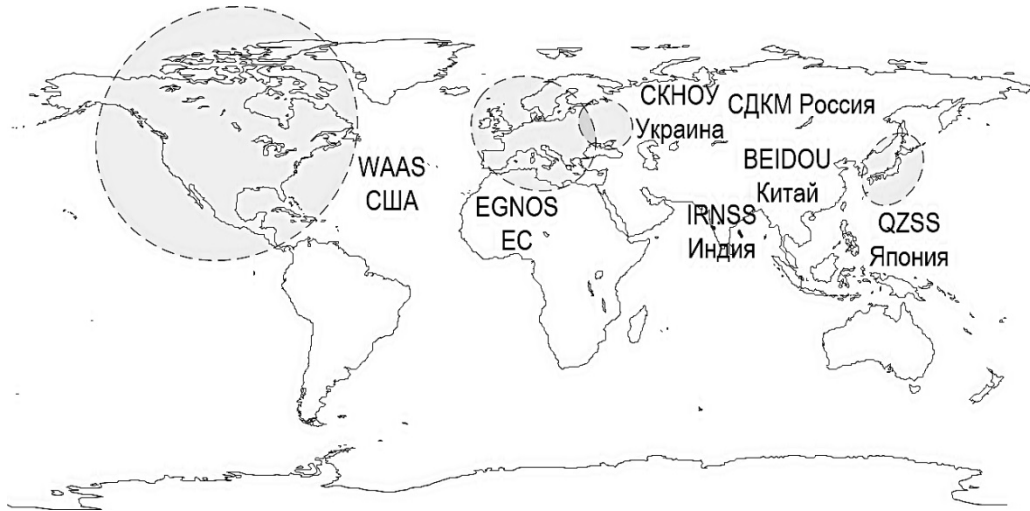 СКНОУ
Украина
СДКМ Россия
WAAS
США
BEIDOU
Китай
EGNOS
ЕС
IRNSS
Индия
QZSS
Япония